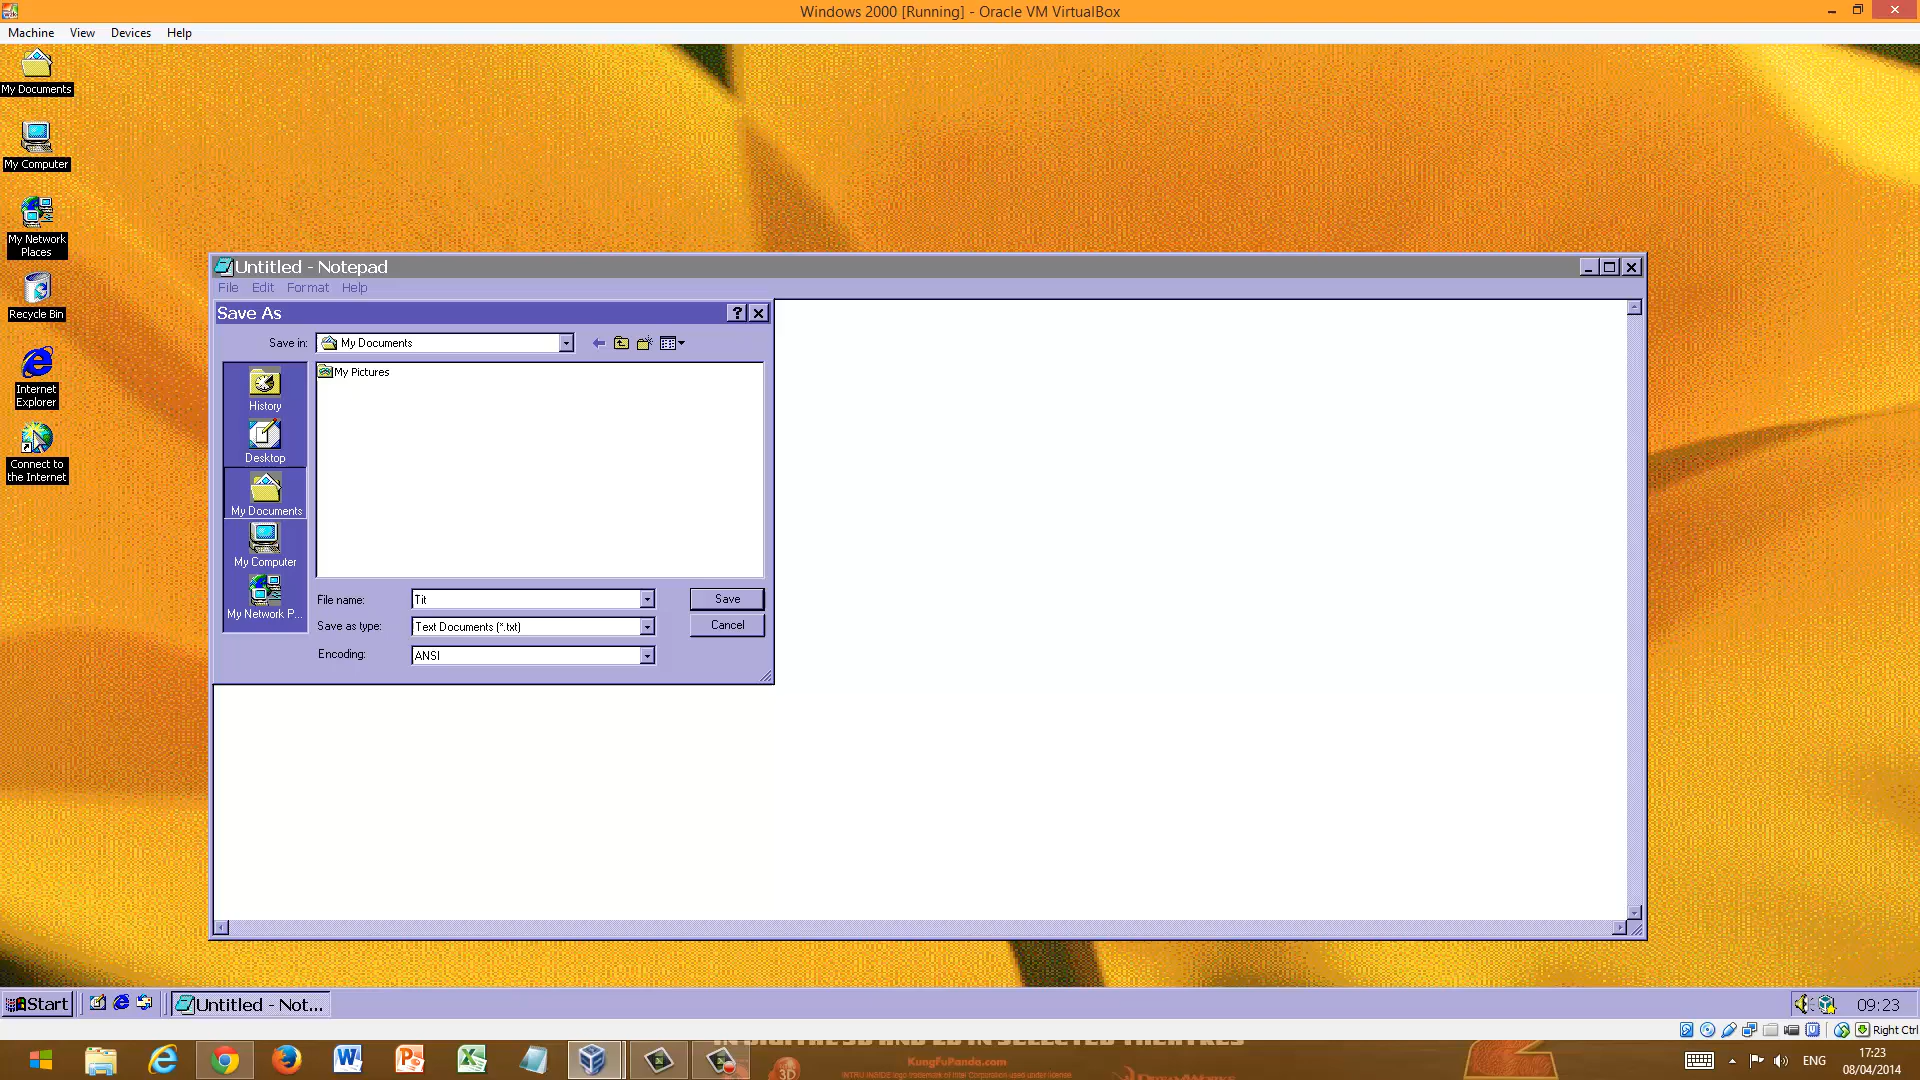 Windows 2000 [Running] - Oracle VM VirtualBox
Machine View Devices Help
My Documents
My Computer
My Network
Places
Recycle Bin
Internet
Explorer
Connect to
the Internet
Untitled - Notepad
File Edit Format Help
Save As
Save in: My Documents
History
Desktop
My Documents
My Computer
My Network P...
My Pictures
File name: Tit
Save as type: Text Documents (*.txt)
Encoding: ANSI
Save
Cancel
Start
Untitled - Not...
09:23
Right Ctrl
KungFuPanda.com
3D
ENG
17:23
08/04/2014